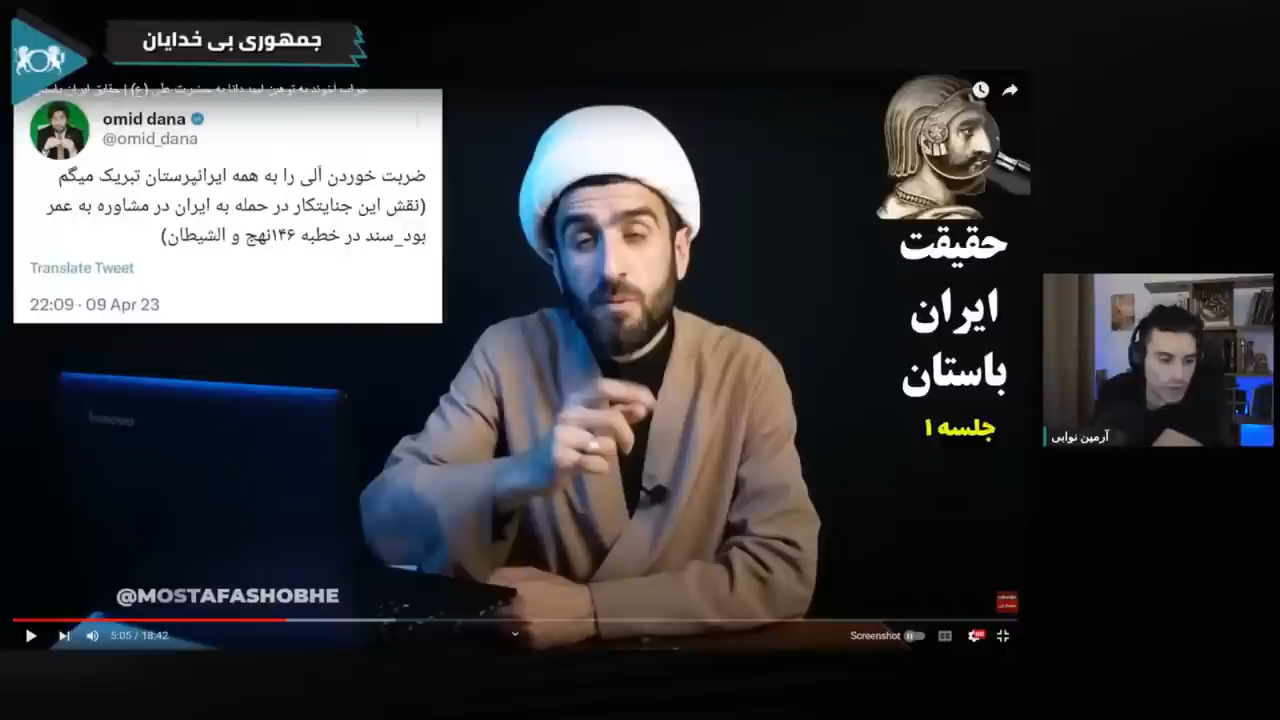 جمهوری بی خدایان
omid dana
@omid_dana
ضربت خوردن آلی را به همه ایرانپرستان تبریک میگم
(نقش این جنایتکار در حمله به ایران در مشاوره به عمر
بود_سند در خطبه ۱۴۶نهج و الشیطان)
Translate Tweet
22:09 · 09 Apr 23
حقیقت
ایران
باستان
جلسه ۱
آرمین نوابی
lenovo
@MOSTAFASHOBHE
5:05 / 18:42
Screenshot